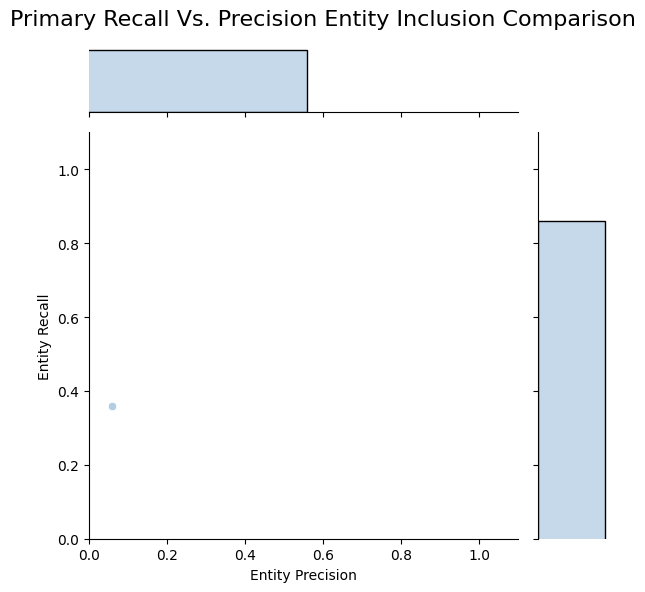 Primary Recall Vs. Precision Entity Inclusion Comparison
1.0
0.8
0.6
0.4
0.2
0.0
Entity Recall
0.0 0.2 0.4 0.6 0.8 1.0
Entity Precision